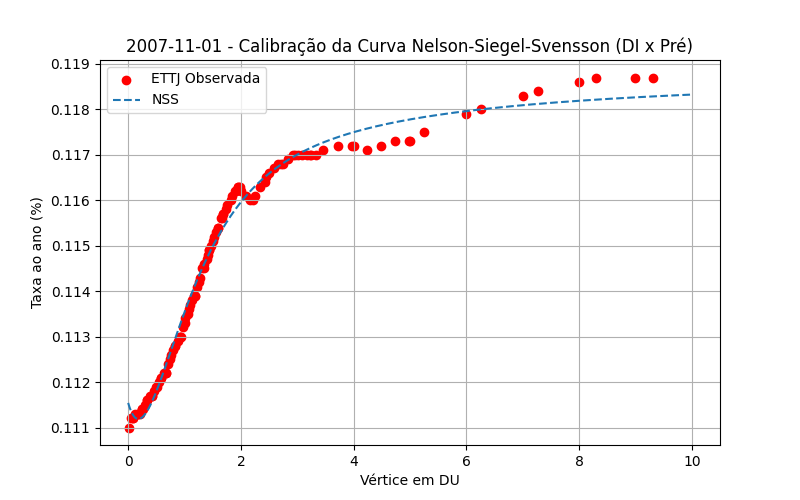 2007-11-01 - Calibração da Curva Nelson-Siegel-Svensson (DI x Pré)
ETTJ Observada
NSS
Taxa ao ano (%)
0.119
0.118
0.117
0.116
0.115
0.114
0.113
0.112
0.111
0 2 4 6 8 10
Vértice em DU